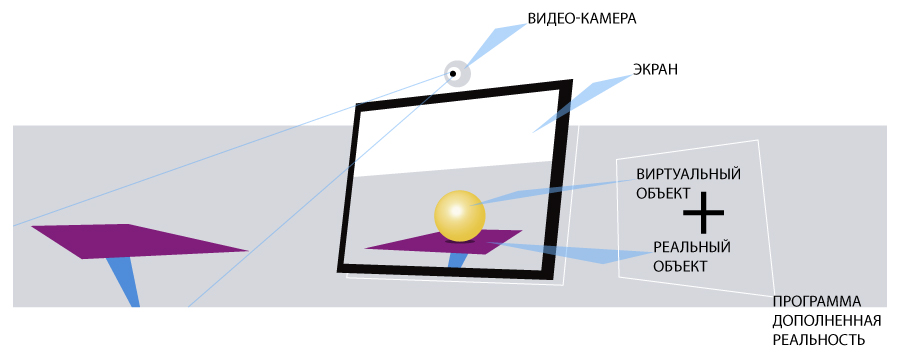 ВИДЕО-КАМЕРА
ЭКРАН
ВИРТУАЛЬНЫЙ
ОБЪЕКТ
РЕАЛЬНЫЙ
ОБЪЕКТ
ПРОГРАММА
ДОПОЛНЕННАЯ
РЕАЛЬНОСТЬ